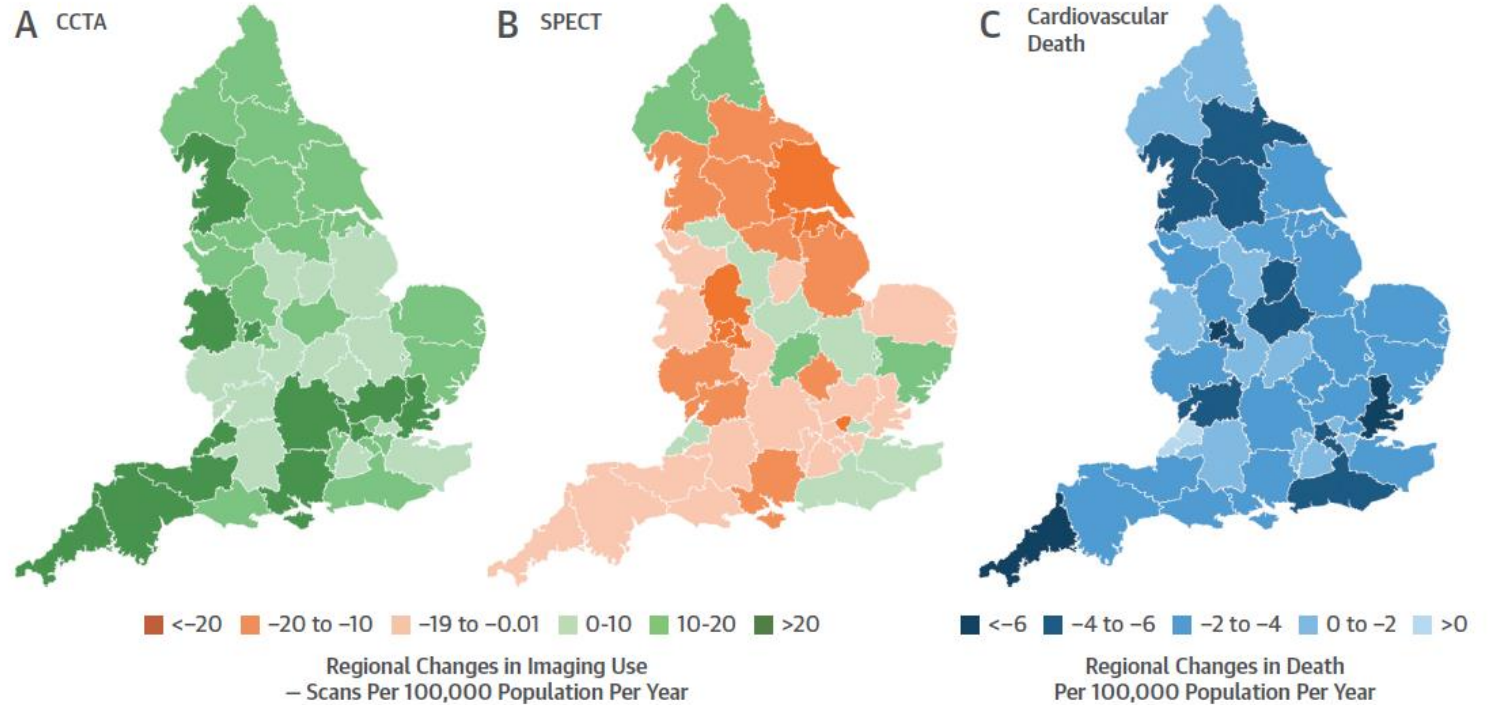 A CCTA
B SPECT
C Cardiovascular
Death
<–20 –20 to –10 –19 to –0.01 0-10 10-20 >20
Regional Changes in Imaging Use
– Scans Per 100,000 Population Per Year
<–6 –4 to –6 –2 to –4 0 to –2 >0
Regional Changes in Death
Per 100,000 Population Per Year